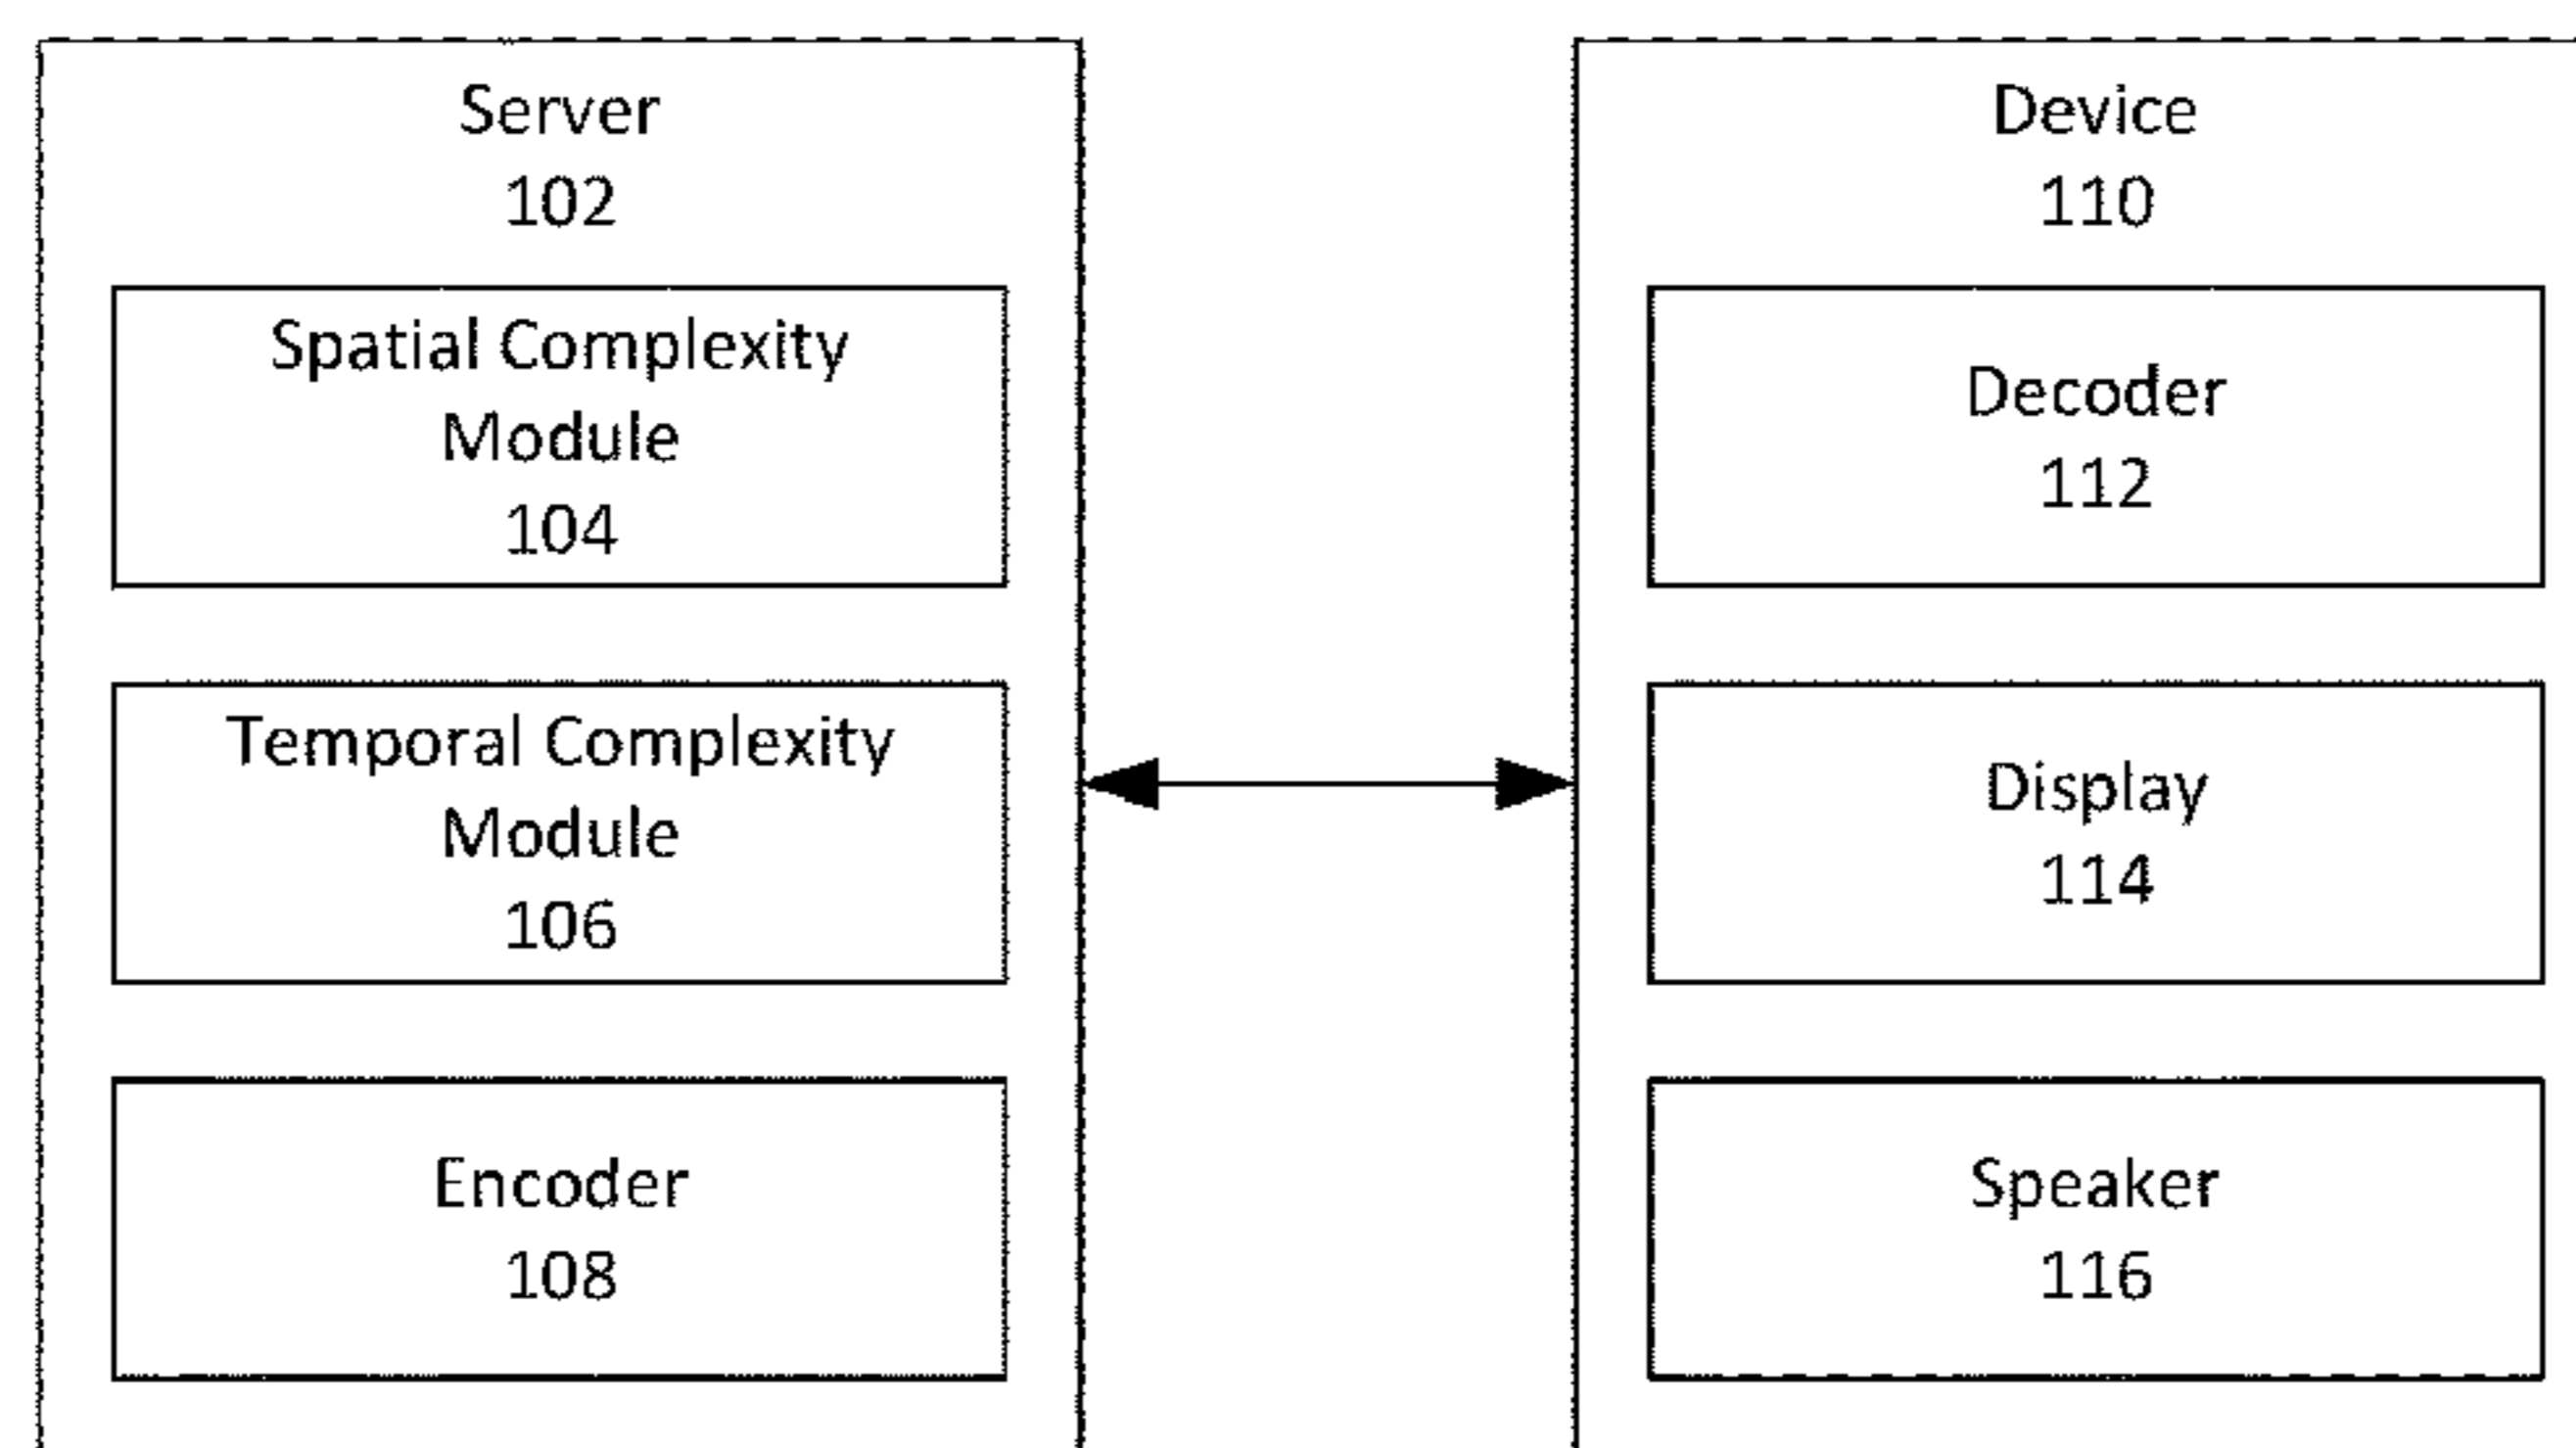 Server
102
Spatial Complexity
Module
104
Temporal Complexity
Module
106
Encoder
108
Device
110
Decoder
112
Display
114
Speaker
116